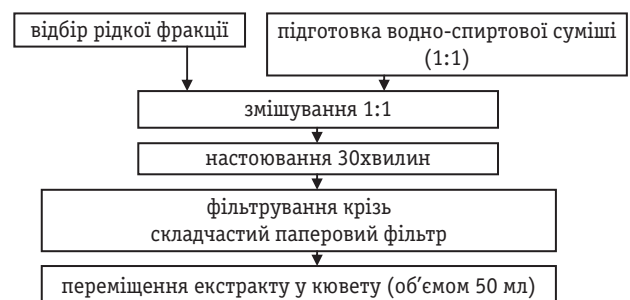 відбір рідкої фракції
підготовка водно-спиртової суміші
(1:1)
змішування 1:1
настоювання 30хвилин
фільтрування крізь
складчастий паперовий фільтр
переміщення екстракту у кювету (об’ємом 50 мл)